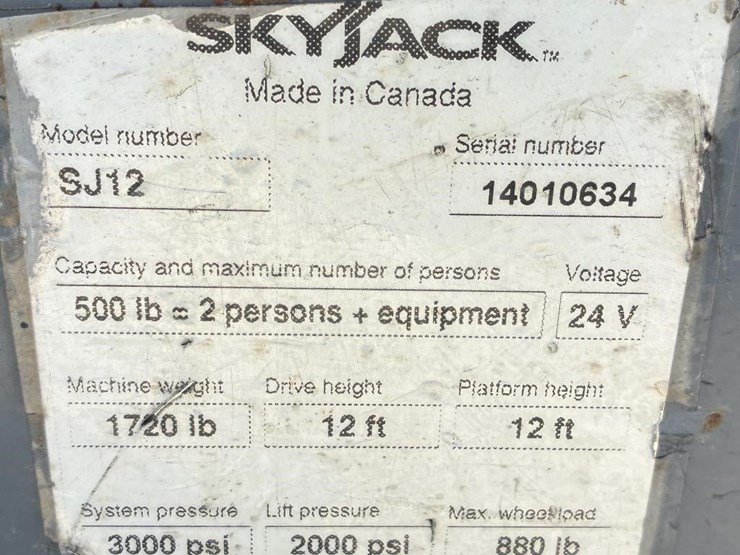 SKYJACK™
Made in Canada
Model number Serial number
SJ12 14010634
Capacity and maximum number of persons Voltage
500 lb = 2 persons + equipment 24 V
Machine weight Drive height Platform height
1720 lb 12 ft 12 ft
System pressure Lift pressure Max. wheel load
3000 psi 2000 psi 880 lb